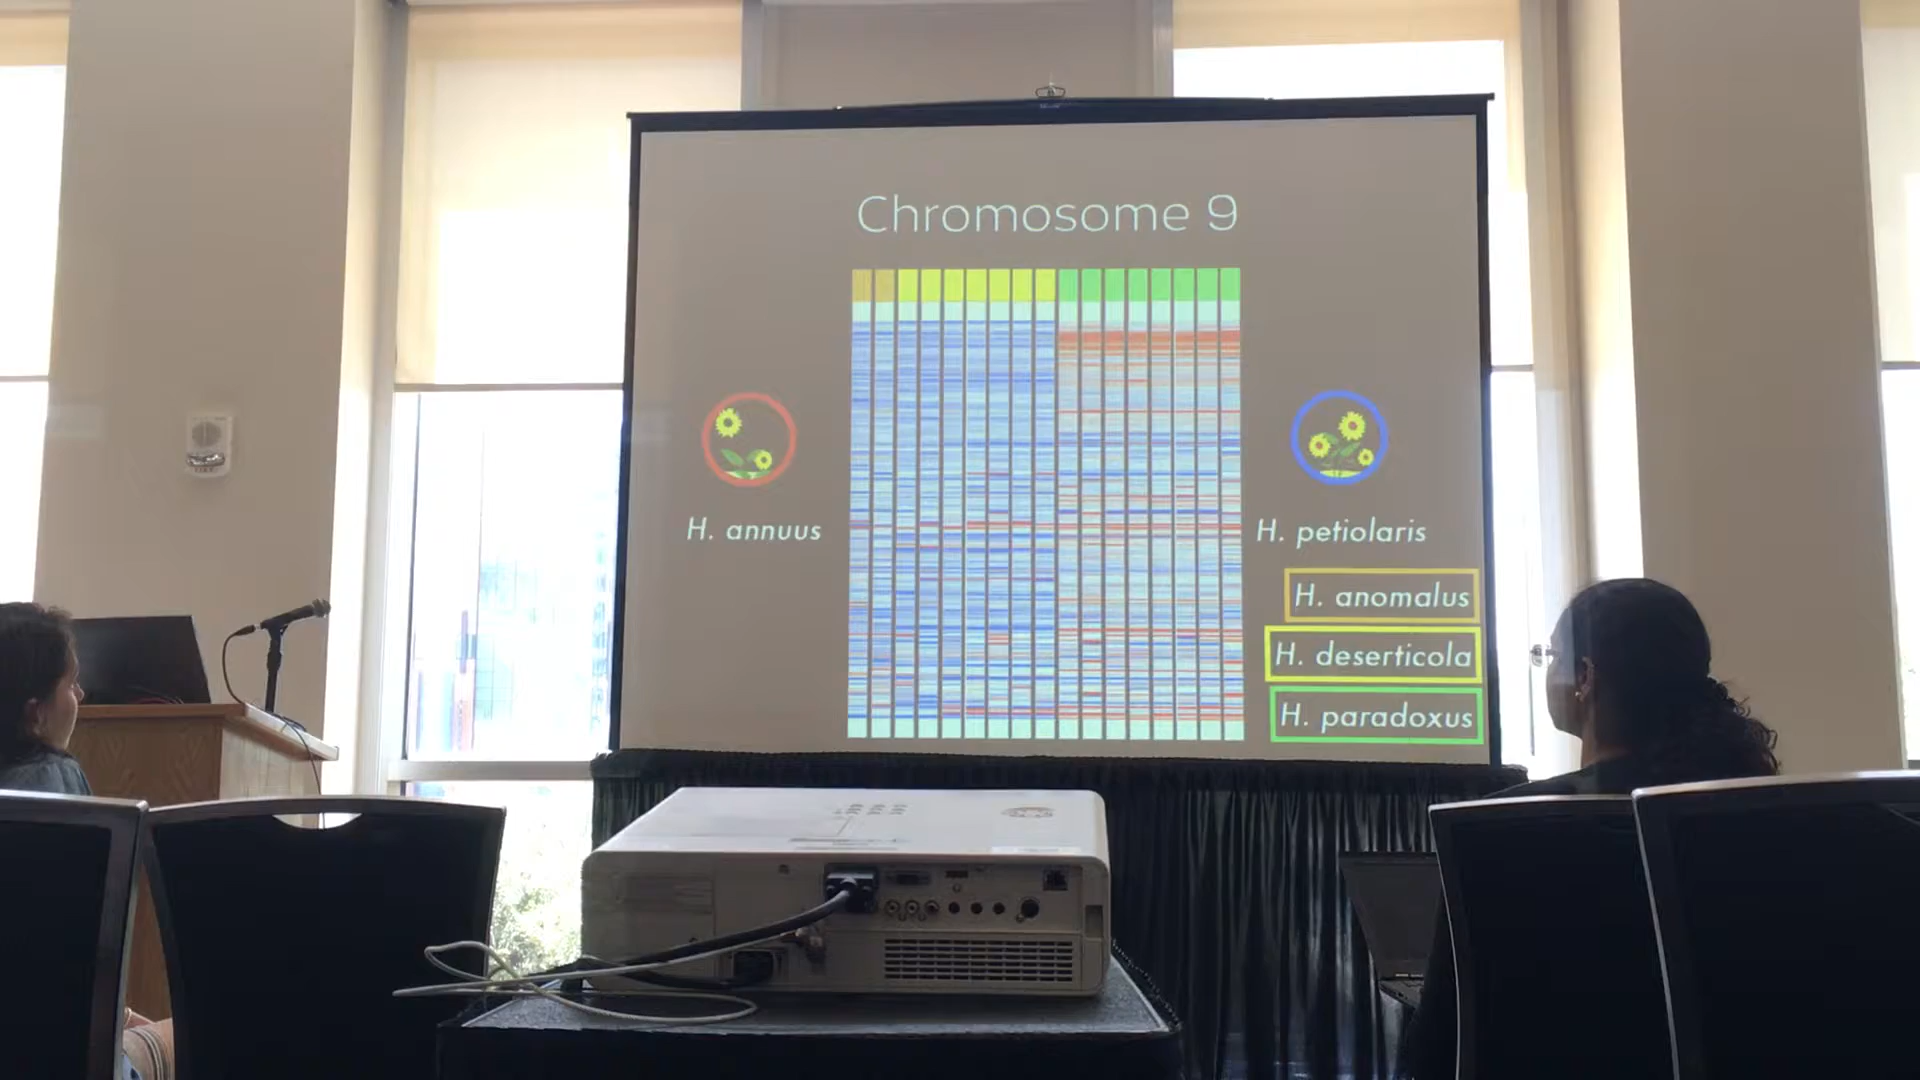 Chromosome 9
H. annuus
H. petiolaris
H. anomalus
H. deserticola
H. paradoxus